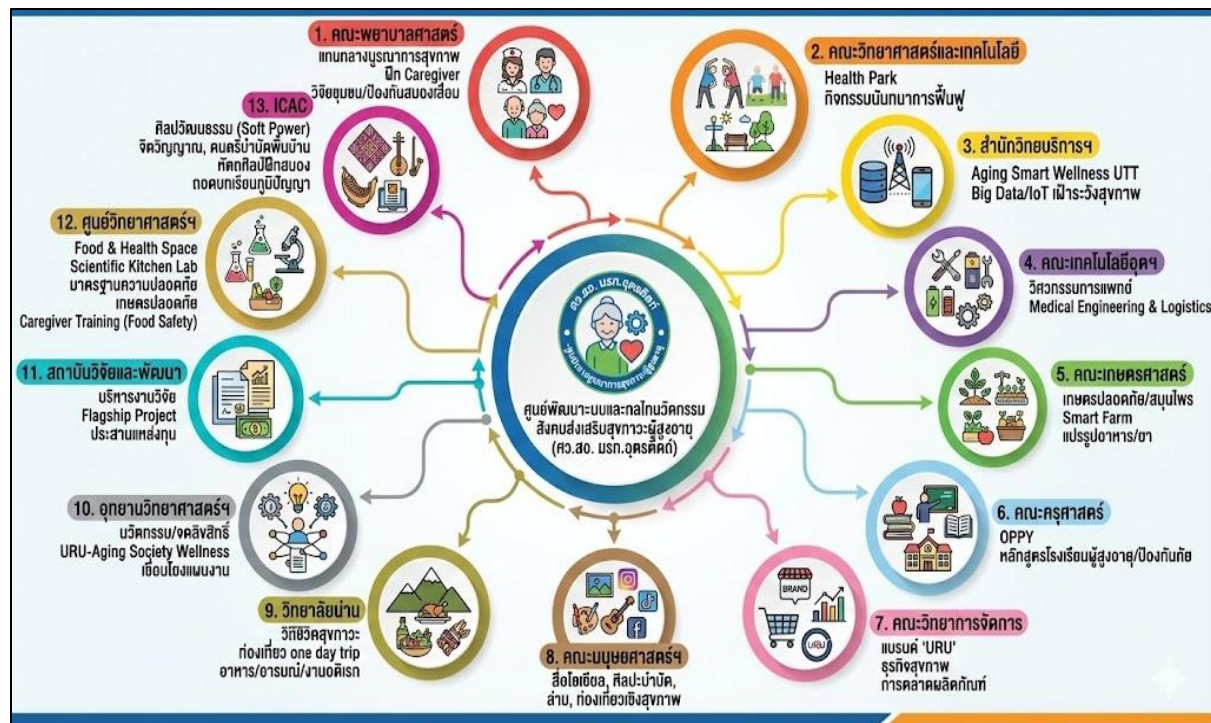 1. คณะพยาบาลศาสตร์
แกนกลางบูรณาการสุขภาพ
ฝึก Caregiver
วิจัยชุมชน/ป้องกันสมองเสื่อม
2. คณะวิทยาศาสตร์และเทคโนโลยี
Health Park
กิจกรรมนันทนาการฟื้นฟู
3. สำนักวิทยบริการฯ
Aging Smart Wellness UTT
Big Data/IoT เฝ้าระวังสุขภาพ
4. คณะเทคโนโลยีอุตฯ
วิศวกรรมการแพทย์
Medical Engineering & Logistics
5. คณะเกษตรศาสตร์
เกษตรปลอดภัย/สมุนไพร
Smart Farm
แปรรูปอาหาร/ยา
6. คณะครุศาสตร์
OPPY
หลักสูตรโรงเรียนผู้สูงอายุ/ป้องกันภัย
BRAND
URU
7. คณะวิทยาการจัดการ
แบรนด์ 'URU'
ธุรกิจสุขภาพ
การตลาดผลิตภัณฑ์
8. คณะมนุษยศาสตร์ฯ
สื่อโซเชียล, ศิลปะบำบัด,
ล่าม, ท่องเที่ยวเชิงสุขภาพ
9. วิทยาลัยน่าน
วิถีชีวิตสุขภาวะ
ท่องเที่ยว one day trip
อาหาร/อารมณ์/งานอดิเรก
10. อุทยานวิทยาศาสตร์ฯ
นวัตกรรม/จดลิขสิทธิ์
URU-Aging Society Wellness
เชื่อมโยงแผนงาน
11. สถาบันวิจัยและพัฒนา
บริหารงานวิจัย
Flagship Project
ประสานแหล่งทุน
12. ศูนย์วิทยาศาสตร์ฯ
Food & Health Space
Scientific Kitchen Lab
มาตรฐานความปลอดภัย
เกษตรปลอดภัย
Caregiver Training (Food Safety)
13. ICAC
ศิลปวัฒนธรรม (Soft Power)
จิตวิญญาณ, ดนตรีบำบัดพื้นบ้าน
หัตถศิลป์ฝึกสมอง
ถอดบทเรียนภูมิปัญญา
ศูนย์พัฒนาะบบและกลไกนวัตกรรม
สังคมส่งเสริมสุขภาวะผู้สูงอายุ
(ศว.สอ. มรภ.อุตรดิตถ์)